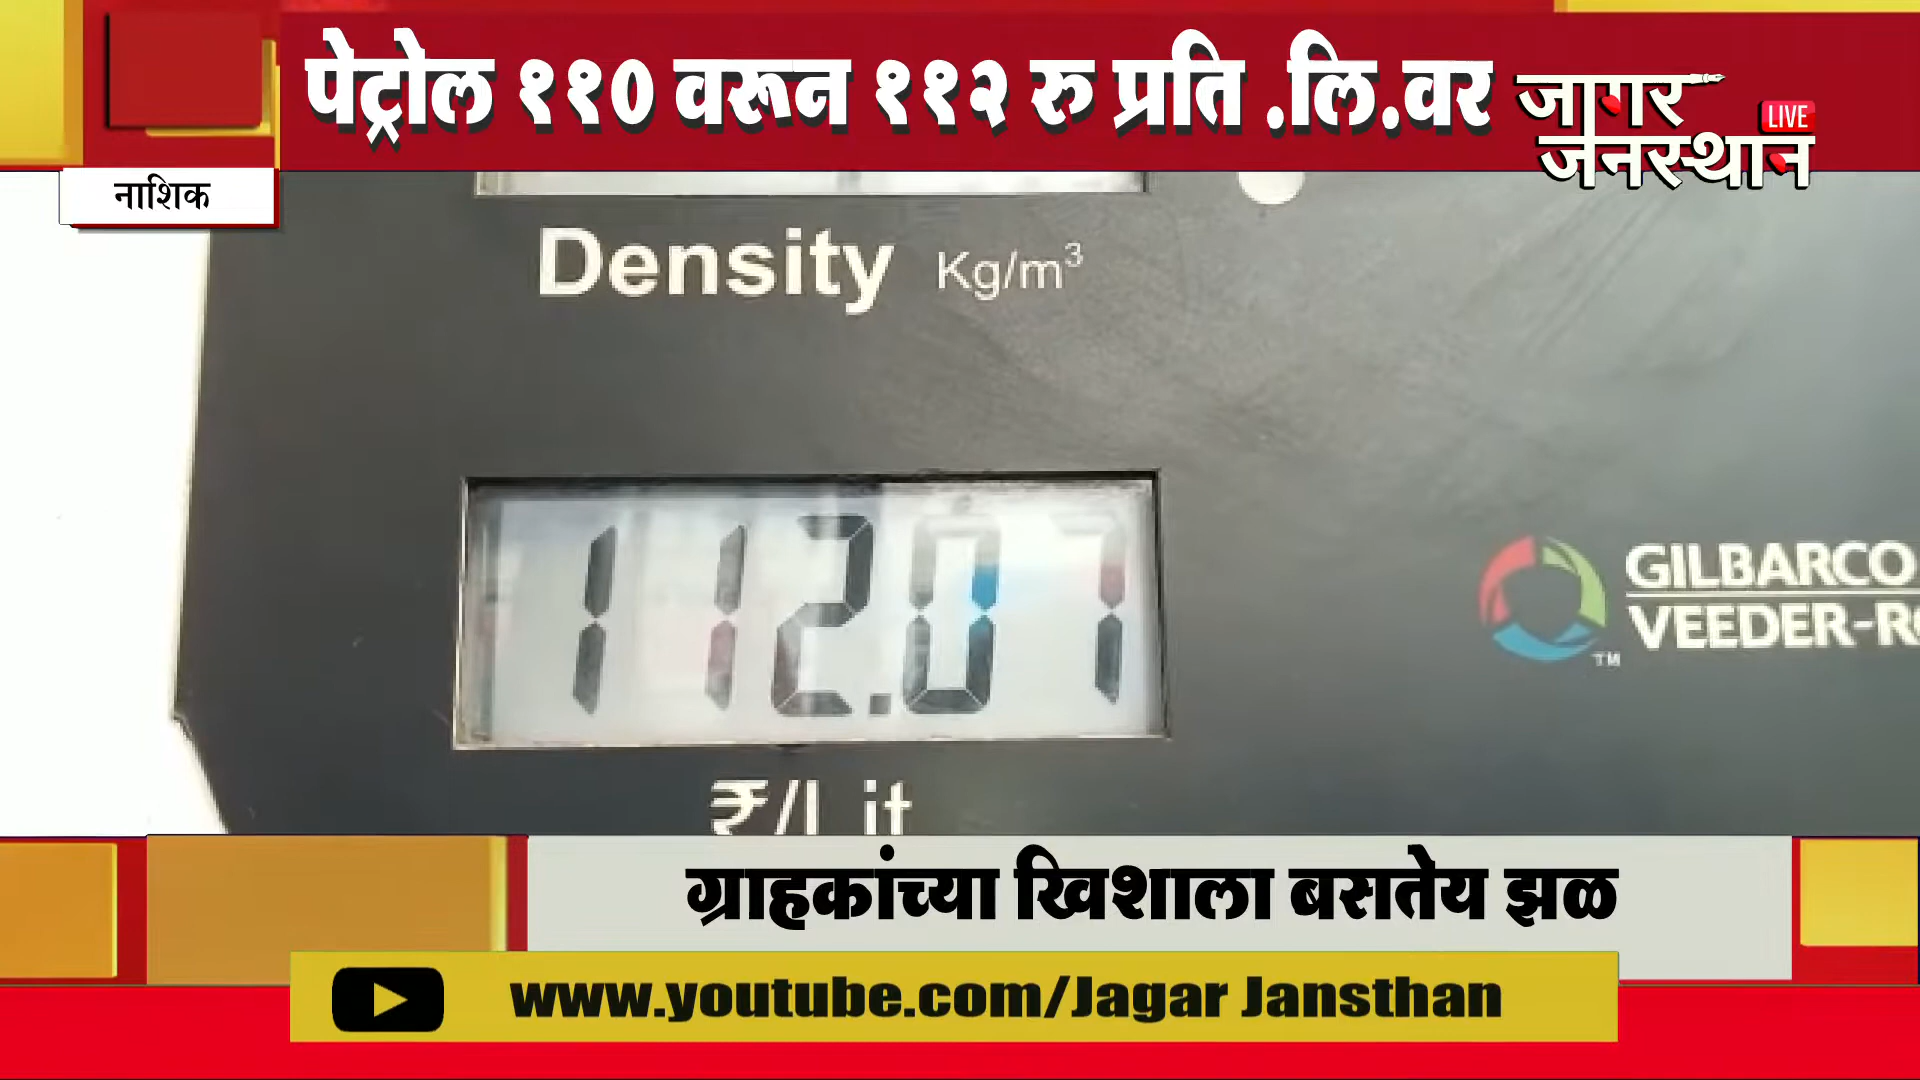 पेट्रोल ११० वरून ११२ रु प्रति .लि.वर
जागर
LIVE
जनस्थान
नाशिक
Density Kg/m³
112.07
GILBARCO
VEEDER-R
TM
₹/Lit
ग्राहकांच्या खिशाला बसतेय झळ
www.youtube.com/Jagar Jansthan